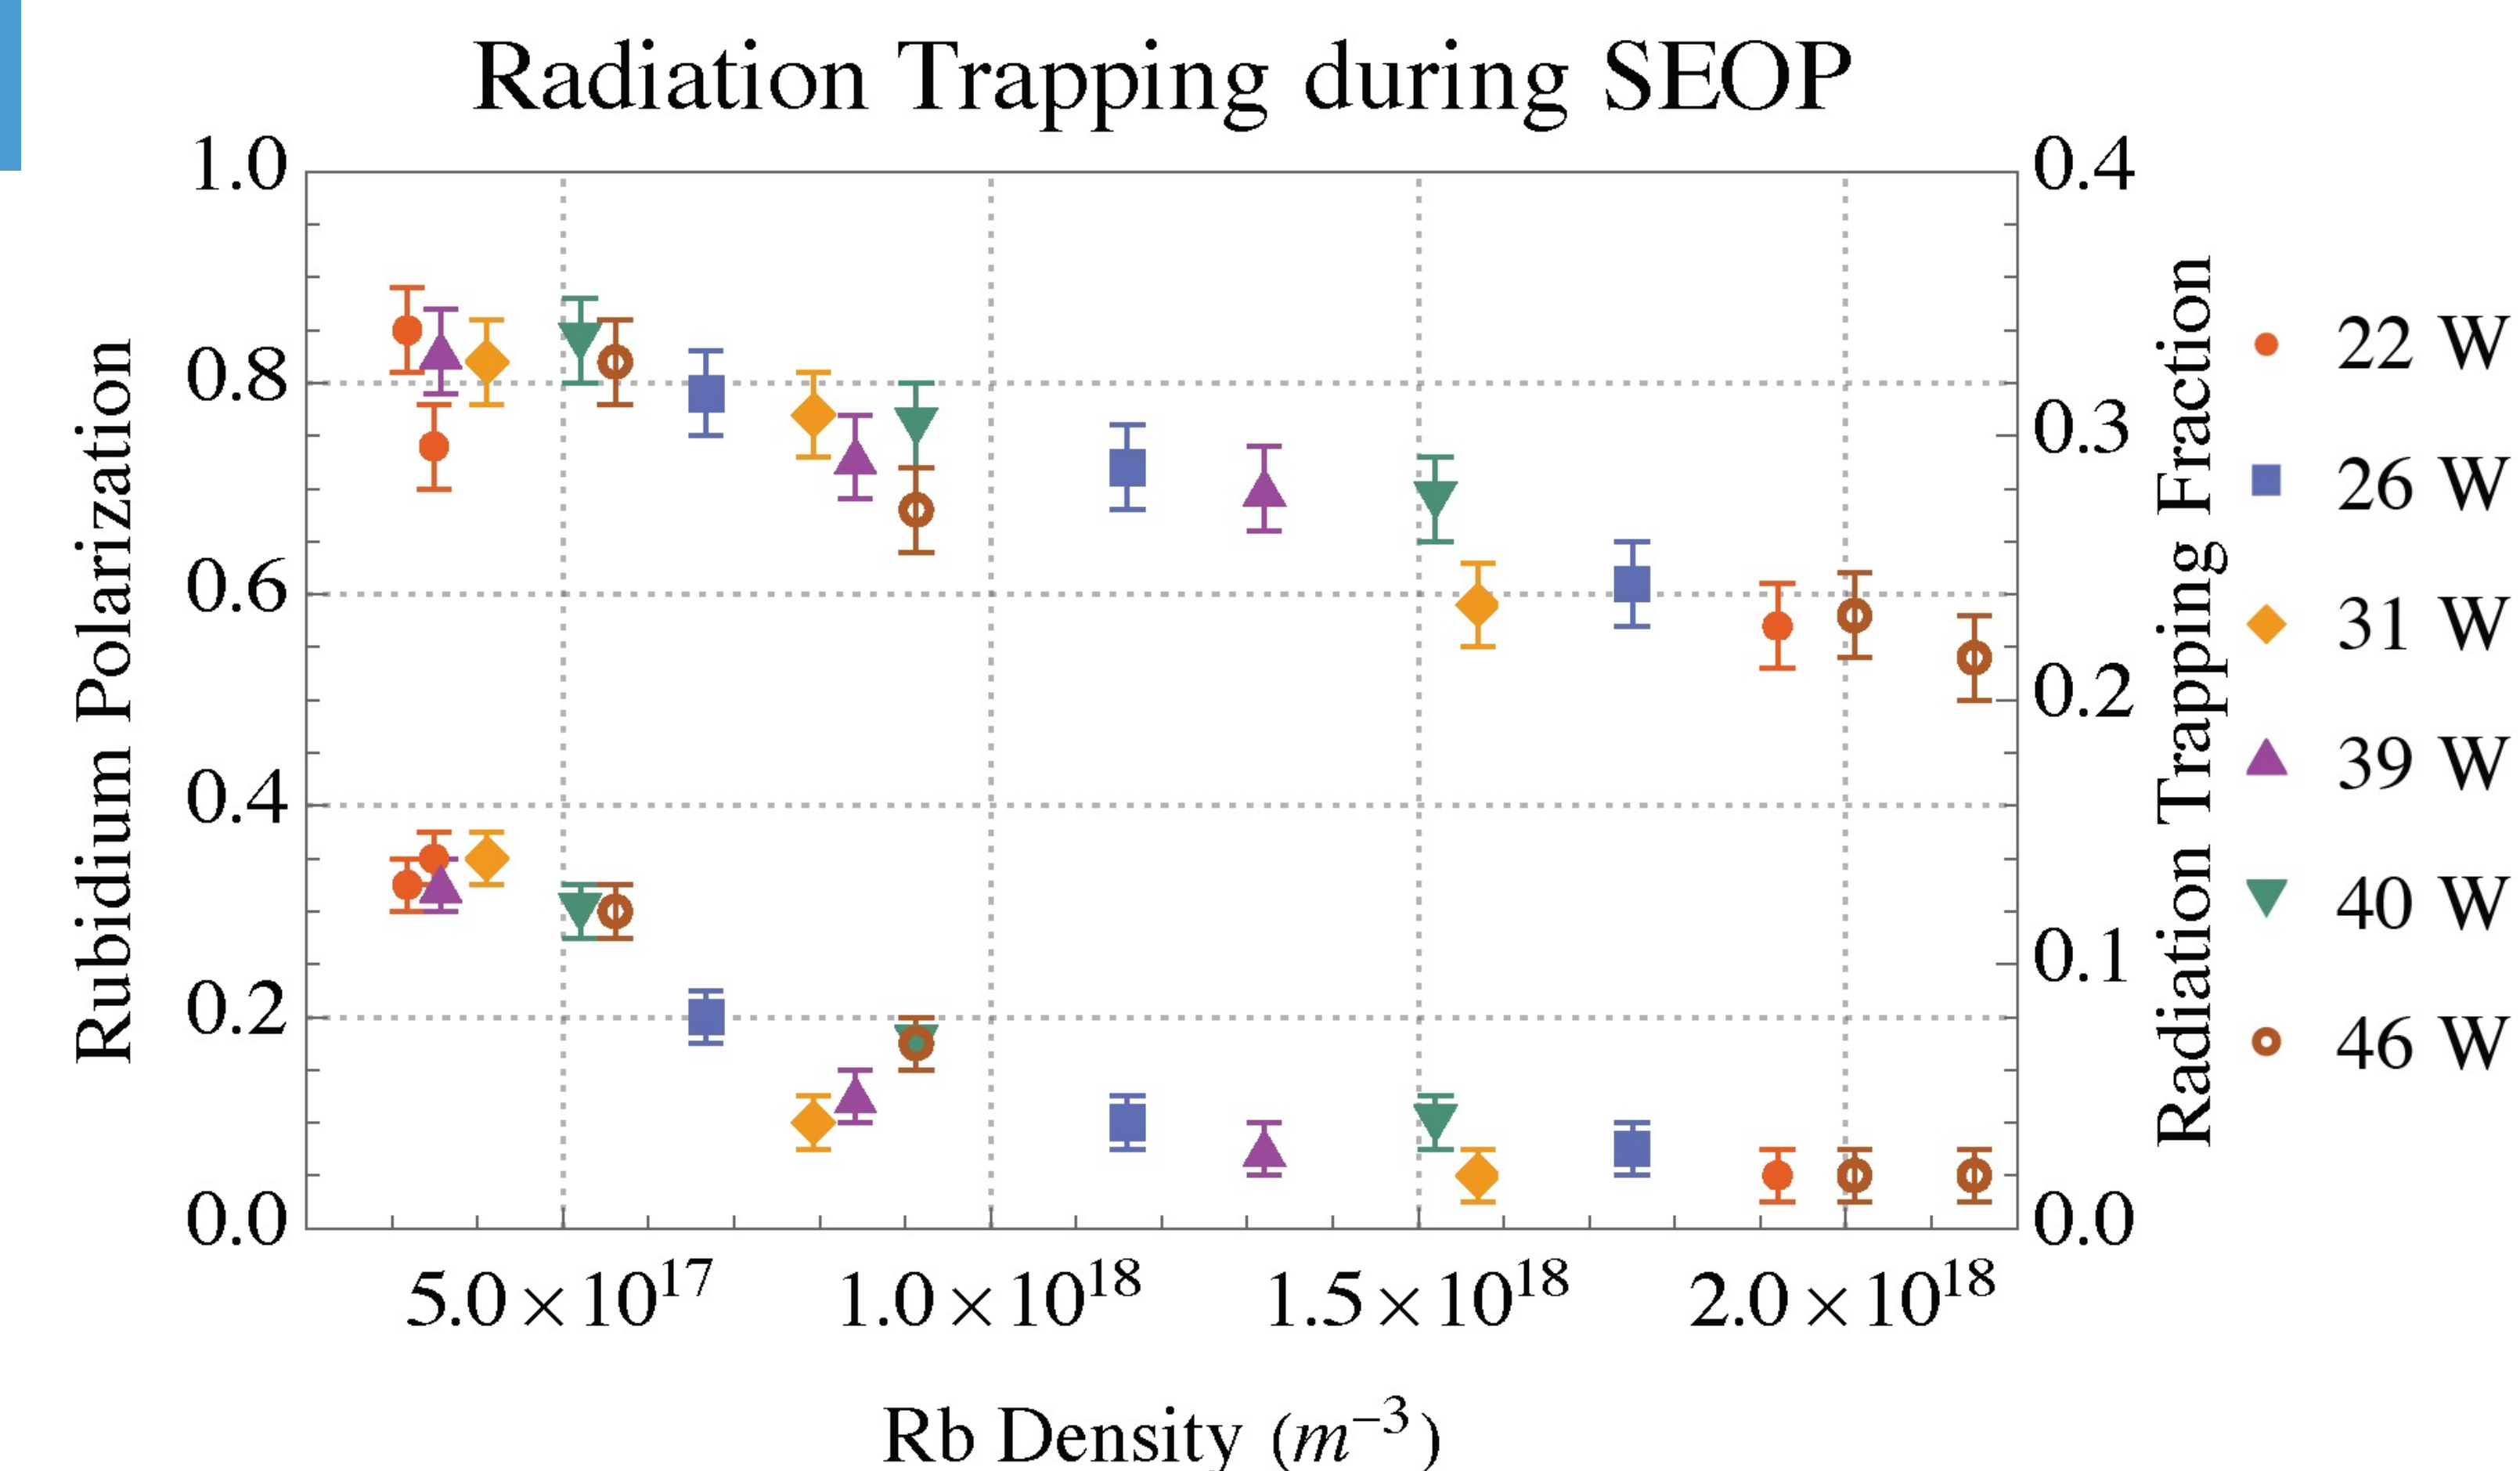 Radiation Trapping during SEOP
1.0
0.8
0.6
0.4
0.2
0.0
Rubidium Polarization
0.4
0.3
0.2
0.1
0.0
Radiation Trapping Fraction
22 W
26 W
31 W
39 W
40 W
46 W
5.0×10¹⁷ 1.0×10¹⁸ 1.5×10¹⁸ 2.0×10¹⁸
Rb Density (m⁻³)